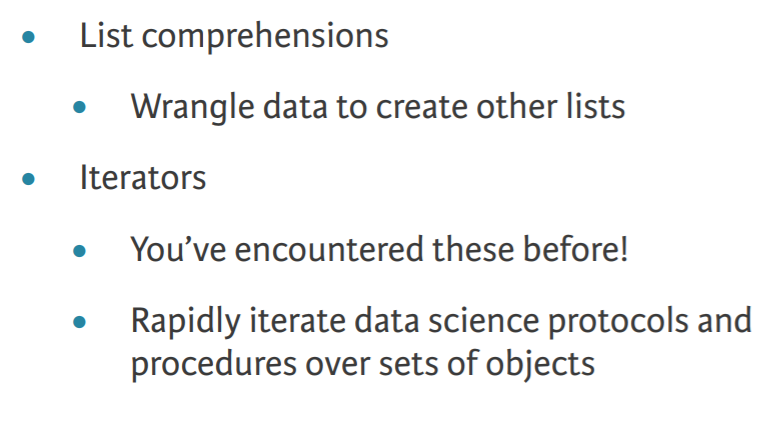 • List comprehensions
• Wrangle data to create other lists
• Iterators
• You’ve encountered these before!
• Rapidly iterate data science protocols and
procedures over sets of objects